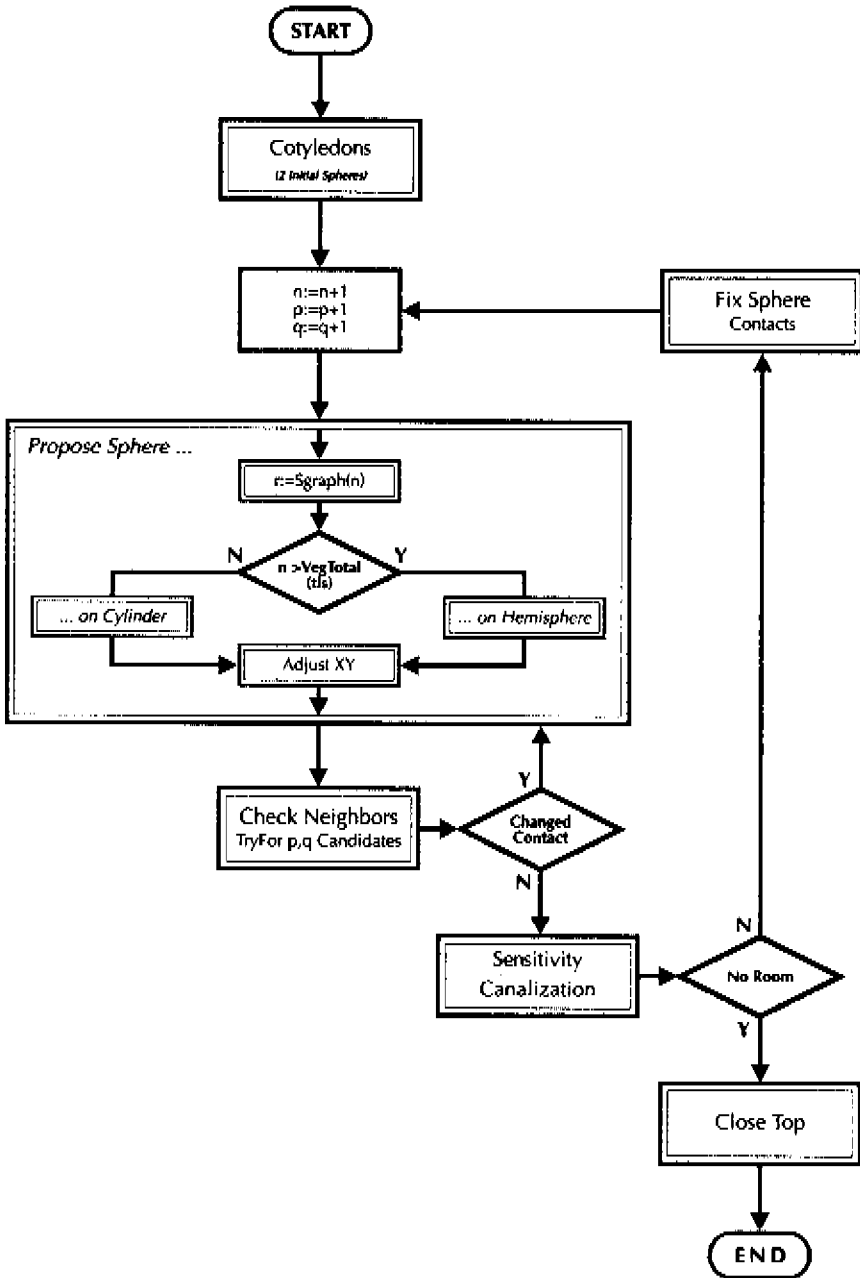 START
Cotyledons
(2 Initial Spheres)
n:=n+1
p:=p+1
q:=q+1
Fix Sphere
Contacts
Propose Sphere ...
r:=Sgraph(n)
N
Y
n >VegTotal
(tls)
... on Cylinder
... on Hemisphere
Adjust XY
Check Neighbors
TryFor p,q Candidates
Y
Changed
Contact
N
Sensitivity
Canalization
N
No Room
Y
Close Top
END